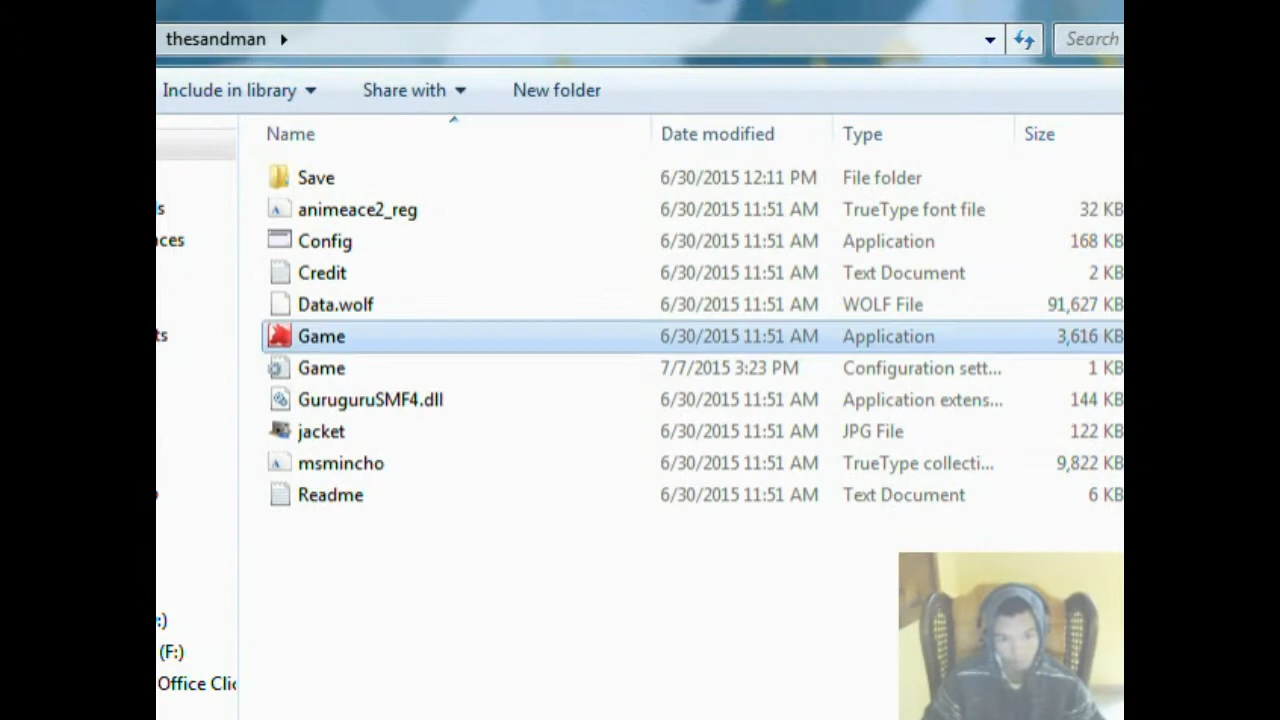 thesandman
Search
Include in library Share with New folder
Name Date modified Type Size
Save 6/30/2015 12:11 PM File folder
s animeace2_reg 6/30/2015 11:51 AM TrueType font file 32 KB
ces Config 6/30/2015 11:51 AM Application 168 KB
Credit 6/30/2015 11:51 AM Text Document 2 KB
Data.wolf 6/30/2015 11:51 AM WOLF File 91,627 KB
ts Game 6/30/2015 11:51 AM Application 3,616 KB
Game 7/7/2015 3:23 PM Configuration sett... 1 KB
GuruguruSMF4.dll 6/30/2015 11:51 AM Application extens... 144 KB
jacket 6/30/2015 11:51 AM JPG File 122 KB
msmincho 6/30/2015 11:51 AM TrueType collecti... 9,822 KB
Readme 6/30/2015 11:51 AM Text Document 6 KB
:)
(F:)
Office Clic